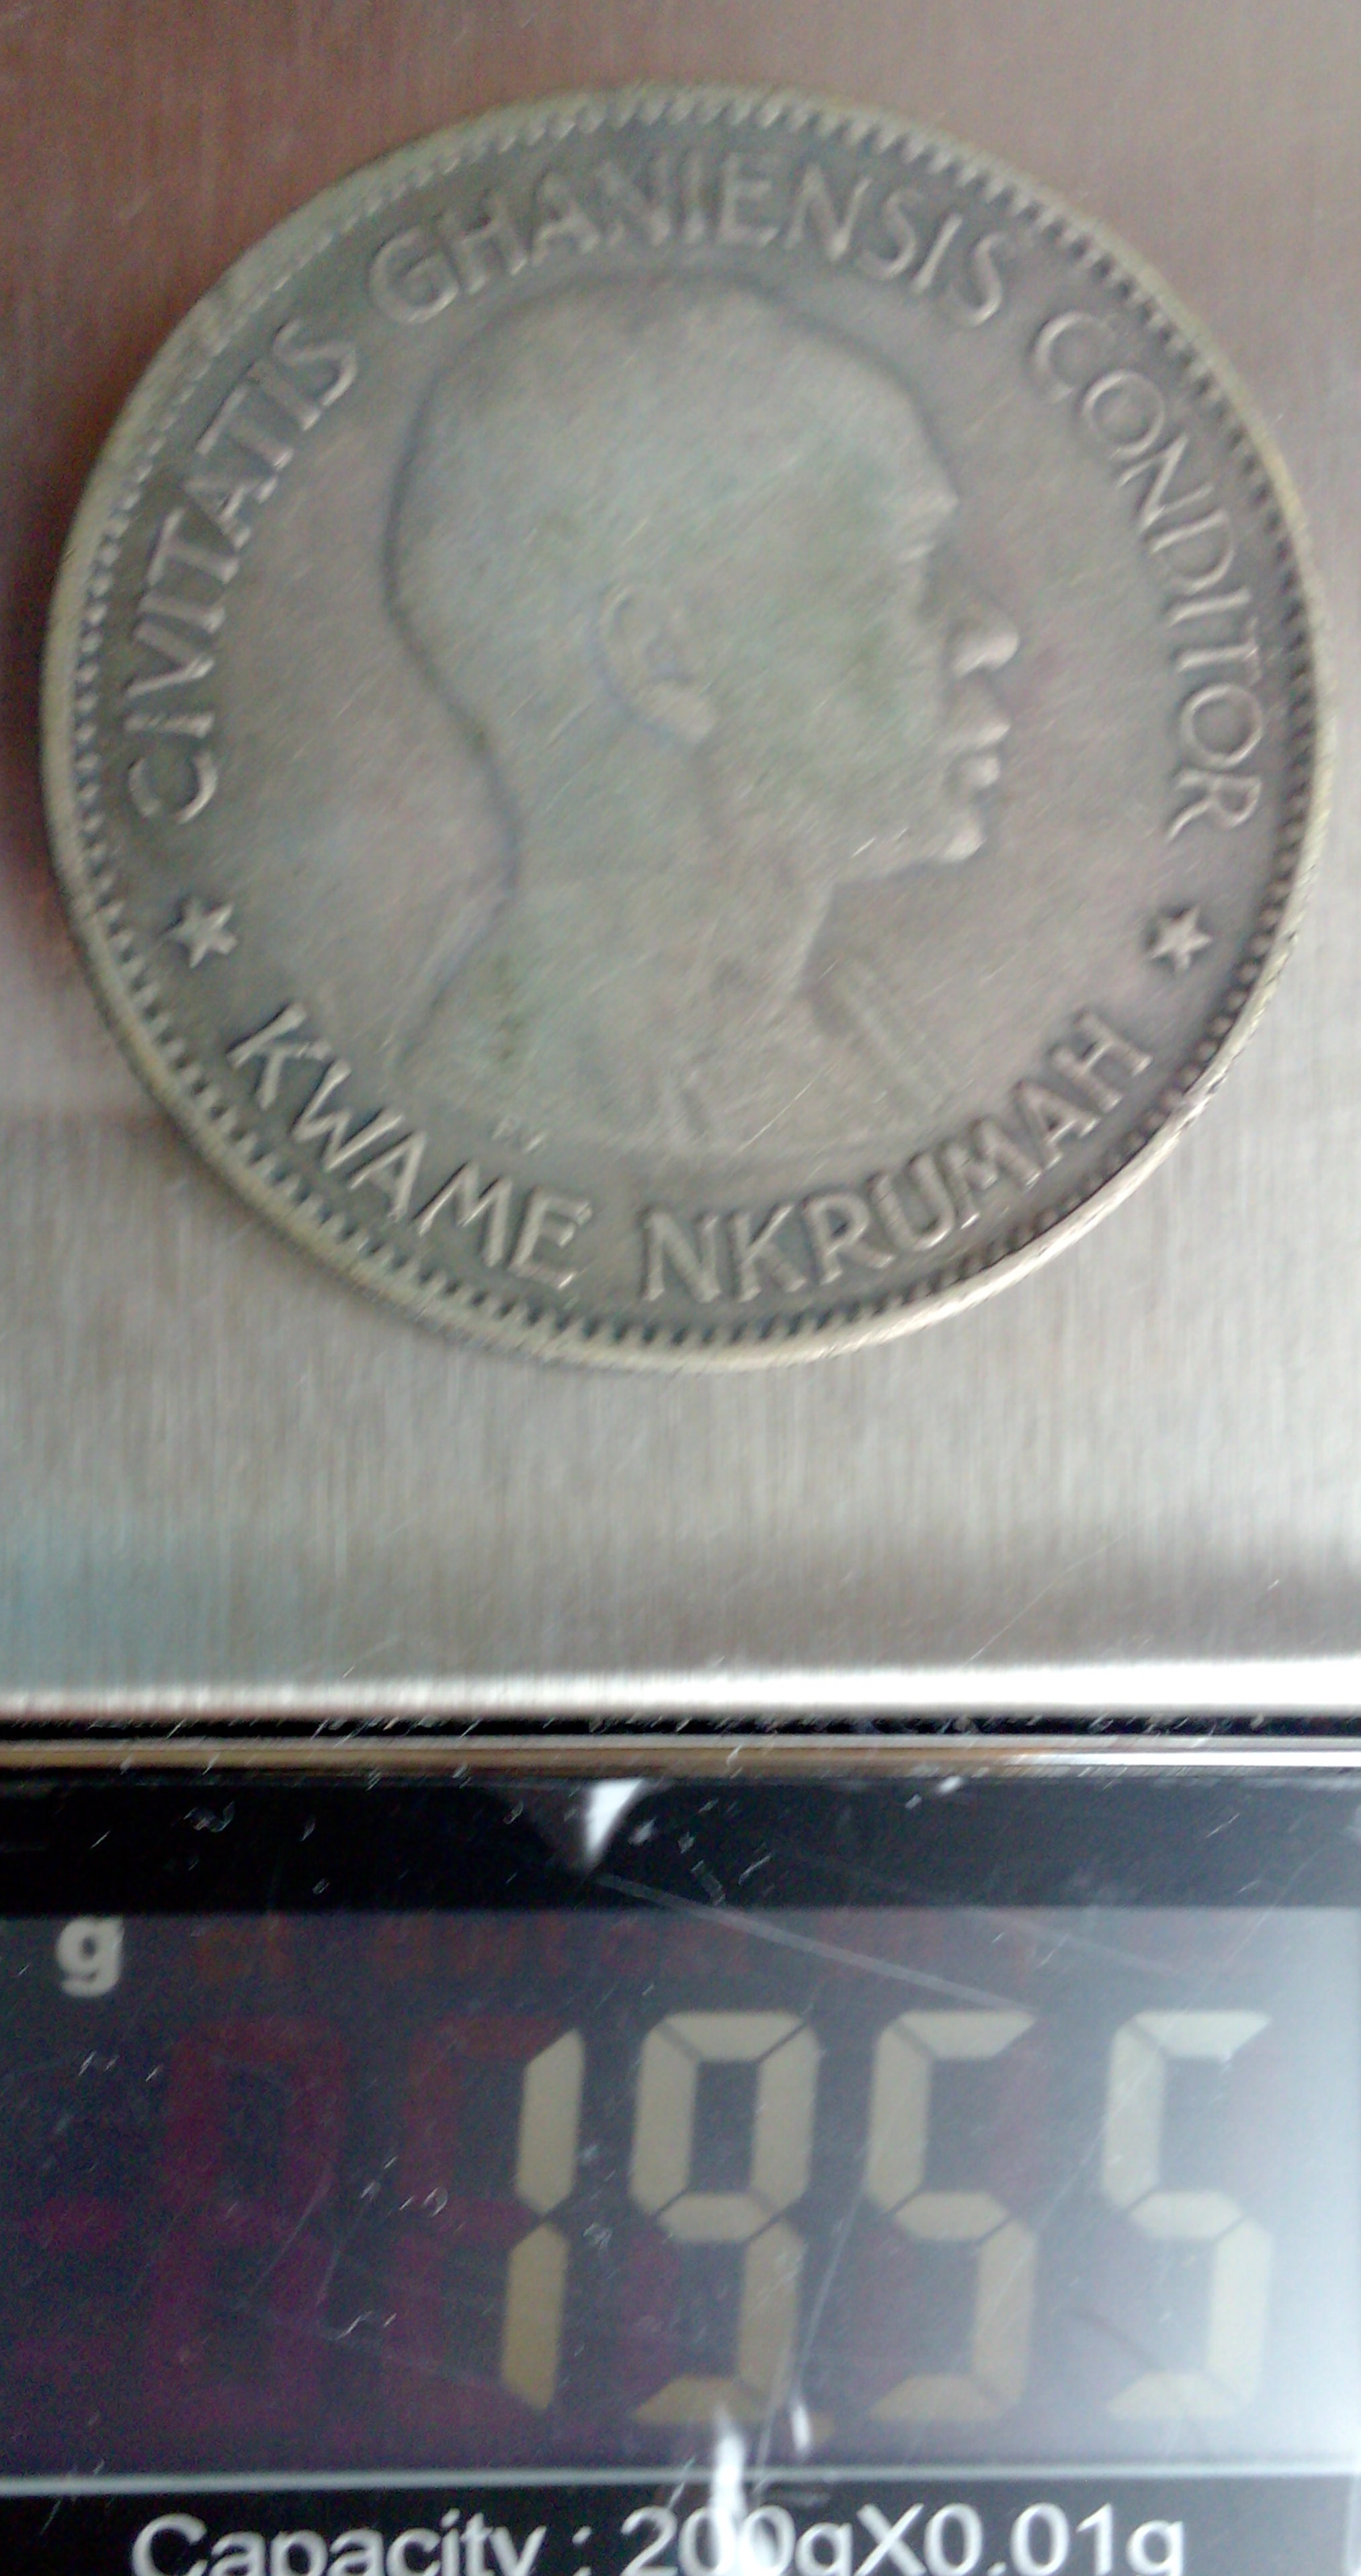 CIVITATIS GHANIENSIS CONDITOR
KWAME NKRUMAH
g
19.55
Capacity : 200gX0.01g